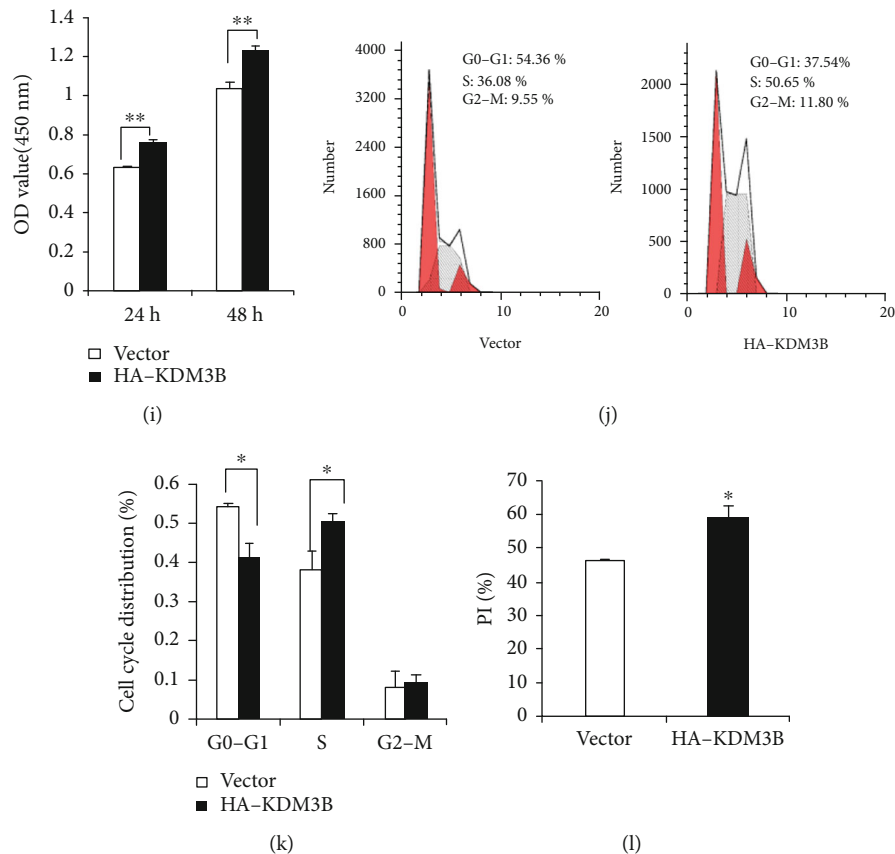 OD value(450 nm)
1.4
1.2
1
0.8
0.6
0.4
0.2
0
**
**
24 h
48 h
Vector
HA–KDM3B
(i)
Number
4000
3200
2400
1600
800
0
G0–G1: 54.36 %
S: 36.08 %
G2–M: 9.55 %
0
10
20
Vector
Number
2000
1500
1000
500
0
G0–G1: 37.54%
S: 50.65 %
G2–M: 11.80 %
0
10
20
HA–KDM3B
(j)
Cell cycle distribution (%)
0.6
0.5
0.4
0.3
0.2
0.1
0
*
*
G0–G1
S
G2–M
Vector
HA–KDM3B
(k)
PI (%)
70
60
50
40
30
20
10
0
*
Vector
HA–KDM3B
(l)